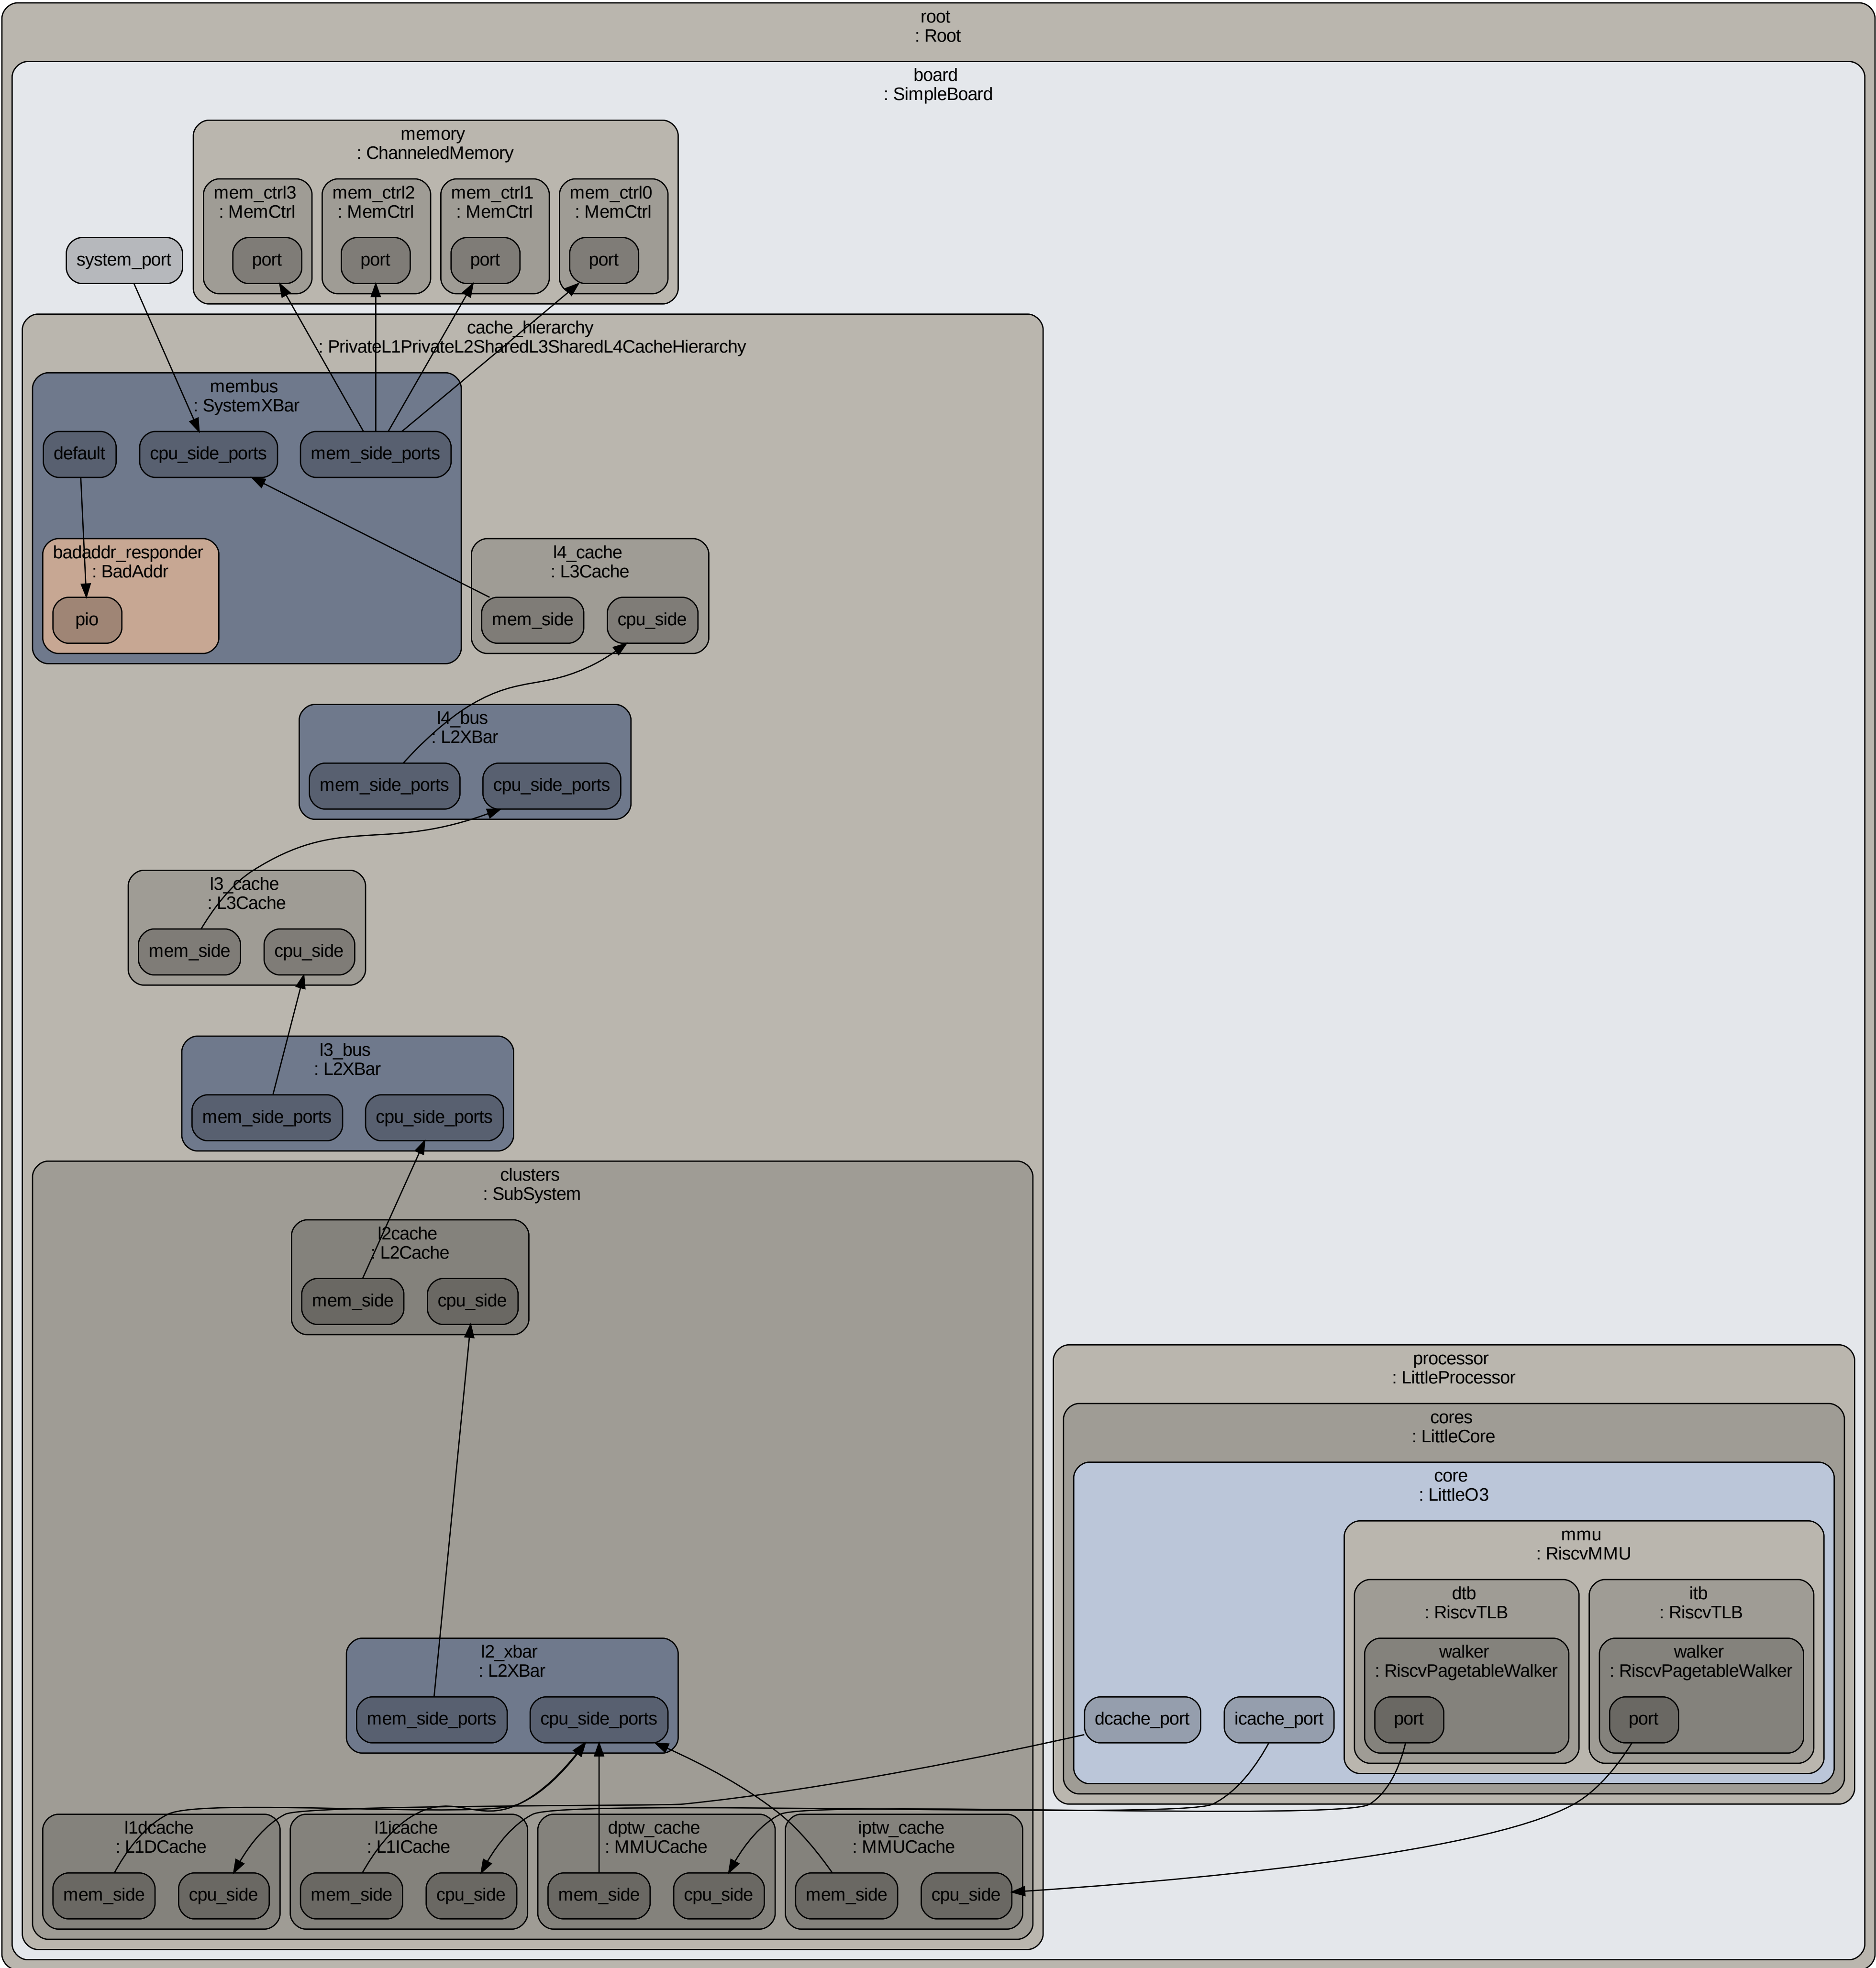 root
: Root
board
: SimpleBoard
memory
: ChanneledMemory
mem_ctrl3
: MemCtrl
mem_ctrl2
: MemCtrl
mem_ctrl1
: MemCtrl
mem_ctrl0
: MemCtrl
system_port
port
port
port
port
cache_hierarchy
: PrivateL1PrivateL2SharedL3SharedL4CacheHierarchy
membus
: SystemXBar
default
cpu_side_ports
mem_side_ports
badaddr_responder
: BadAddr
pio
l4_cache
: L3Cache
mem_side
cpu_side
l4_bus
: L2XBar
mem_side_ports
cpu_side_ports
l3_cache
: L3Cache
mem_side
cpu_side
l3_bus
: L2XBar
mem_side_ports
cpu_side_ports
clusters
: SubSystem
l2cache
: L2Cache
mem_side
cpu_side
l2_xbar
: L2XBar
mem_side_ports
cpu_side_ports
l1dcache
: L1DCache
mem_side
cpu_side
l1icache
: L1ICache
mem_side
cpu_side
dptw_cache
: MMUCache
mem_side
cpu_side
iptw_cache
: MMUCache
mem_side
cpu_side
processor
: LittleProcessor
cores
: LittleCore
core
: LittleO3
mmu
: RiscvMMU
dtb
: RiscvTLB
walker
: RiscvPagetableWalker
port
itb
: RiscvTLB
walker
: RiscvPagetableWalker
port
dcache_port
icache_port